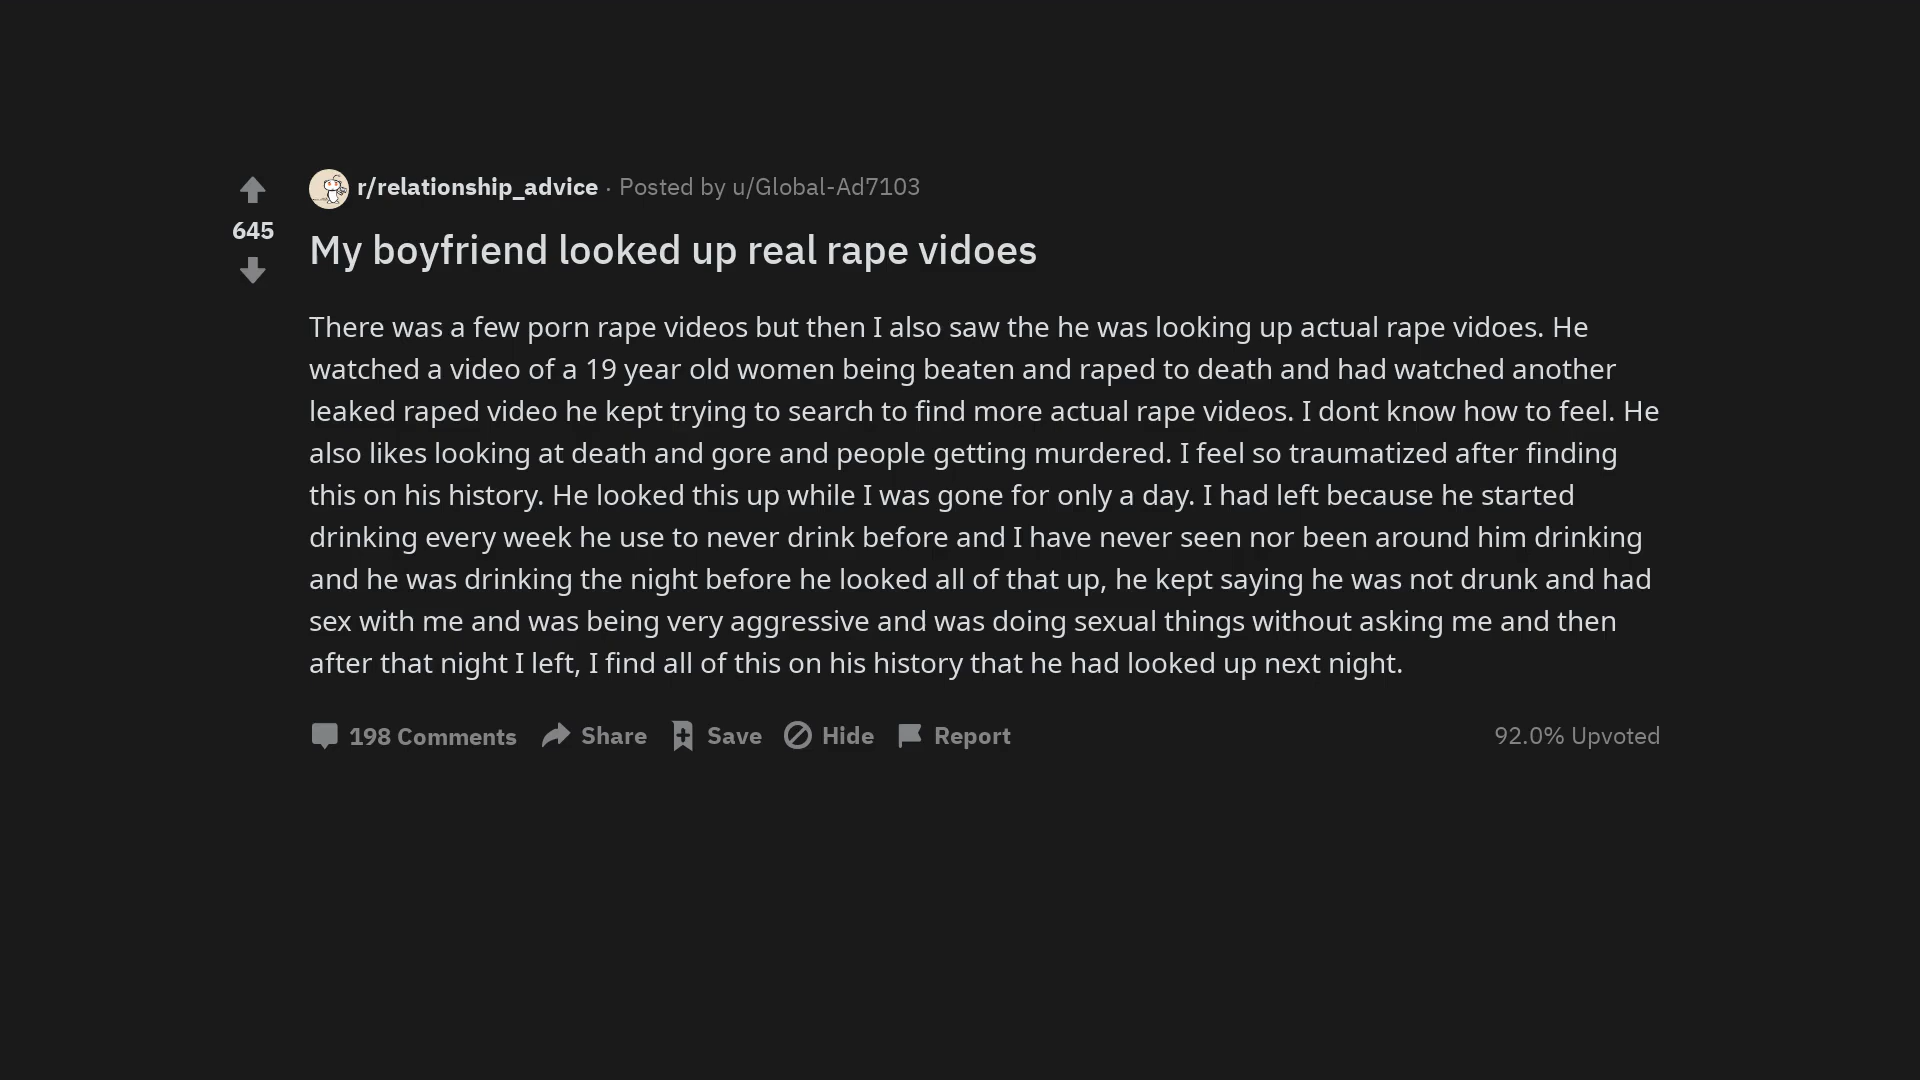 r/relationship_advice · Posted by u/Global-Ad7103
645
My boyfriend looked up real rape vidoes
There was a few porn rape videos but then I also saw the he was looking up actual rape vidoes. He
watched a video of a 19 year old women being beaten and raped to death and had watched another
leaked raped video he kept trying to search to find more actual rape videos. I dont know how to feel. He
also likes looking at death and gore and people getting murdered. I feel so traumatized after finding
this on his history. He looked this up while I was gone for only a day. I had left because he started
drinking every week he use to never drink before and I have never seen nor been around him drinking
and he was drinking the night before he looked all of that up, he kept saying he was not drunk and had
sex with me and was being very aggressive and was doing sexual things without asking me and then
after that night I left, I find all of this on his history that he had looked up next night.
198 Comments Share Save Hide Report 92.0% Upvoted